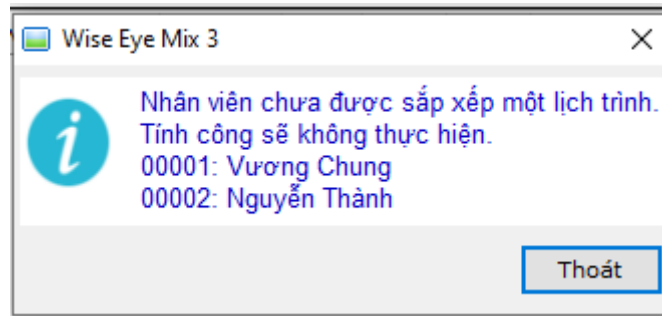 Wise Eye Mix 3
Nhân viên chưa được sắp xếp một lịch trình.
Tính công sẽ không thực hiện.
00001: Vương Chung
00002: Nguyễn Thành
Thoát